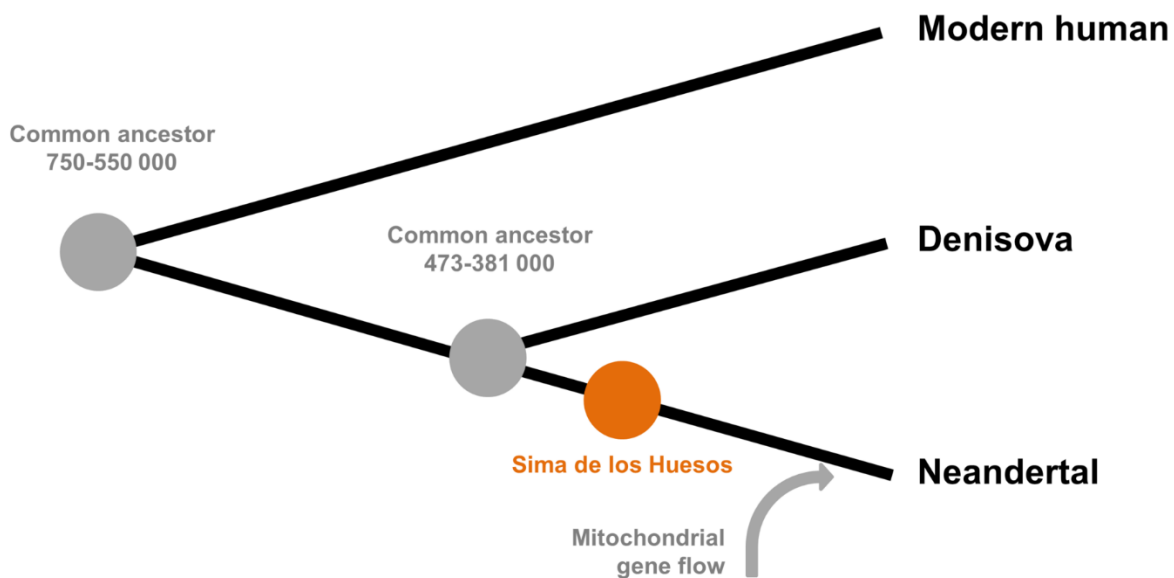 Modern human
Common ancestor
750-550 000
Common ancestor
473-381 000
Denisova
Sima de los Huesos
Neandertal
Mitochondrial
gene flow